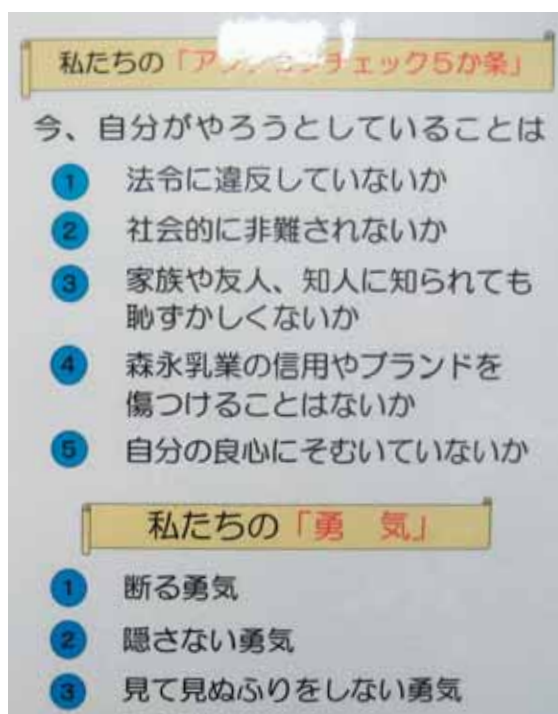 私たちの「アクションチェック5か条」
今、自分がやろうとしていることは
1 法令に違反していないか
2 社会的に非難されないか
3 家族や友人、知人に知られても
恥ずかしくないか
4 森永乳業の信用やブランドを
傷つけることはないか
5 自分の良心にそむいていないか
私たちの「勇 気」
1 断る勇気
2 隠さない勇気
3 見て見ぬふりをしない勇気